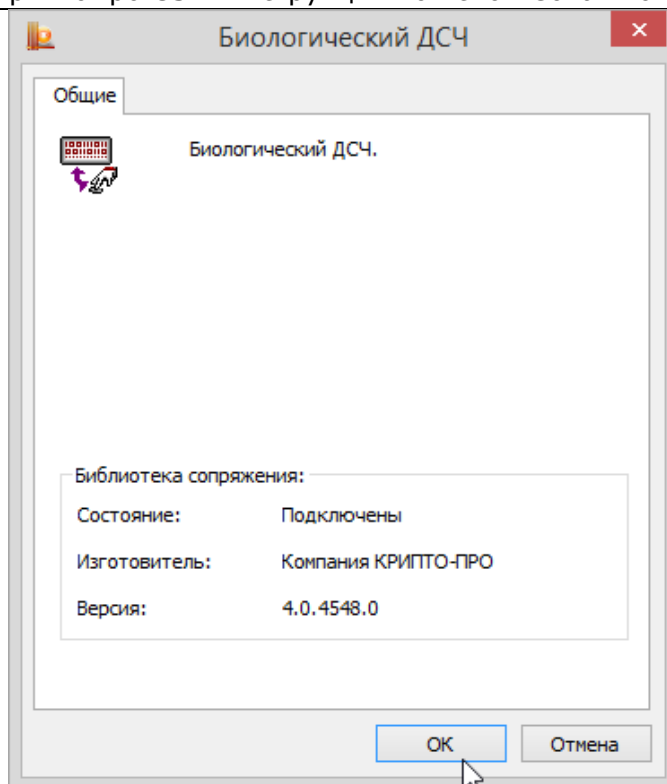 Биологический ДСЧ
Общие
Биологический ДСЧ.
Библиотека сопряжения:
Состояние: Подключены
Изготовитель: Компания КРИПТО-ПРО
Версия: 4.0.4548.0
ОК Отмена